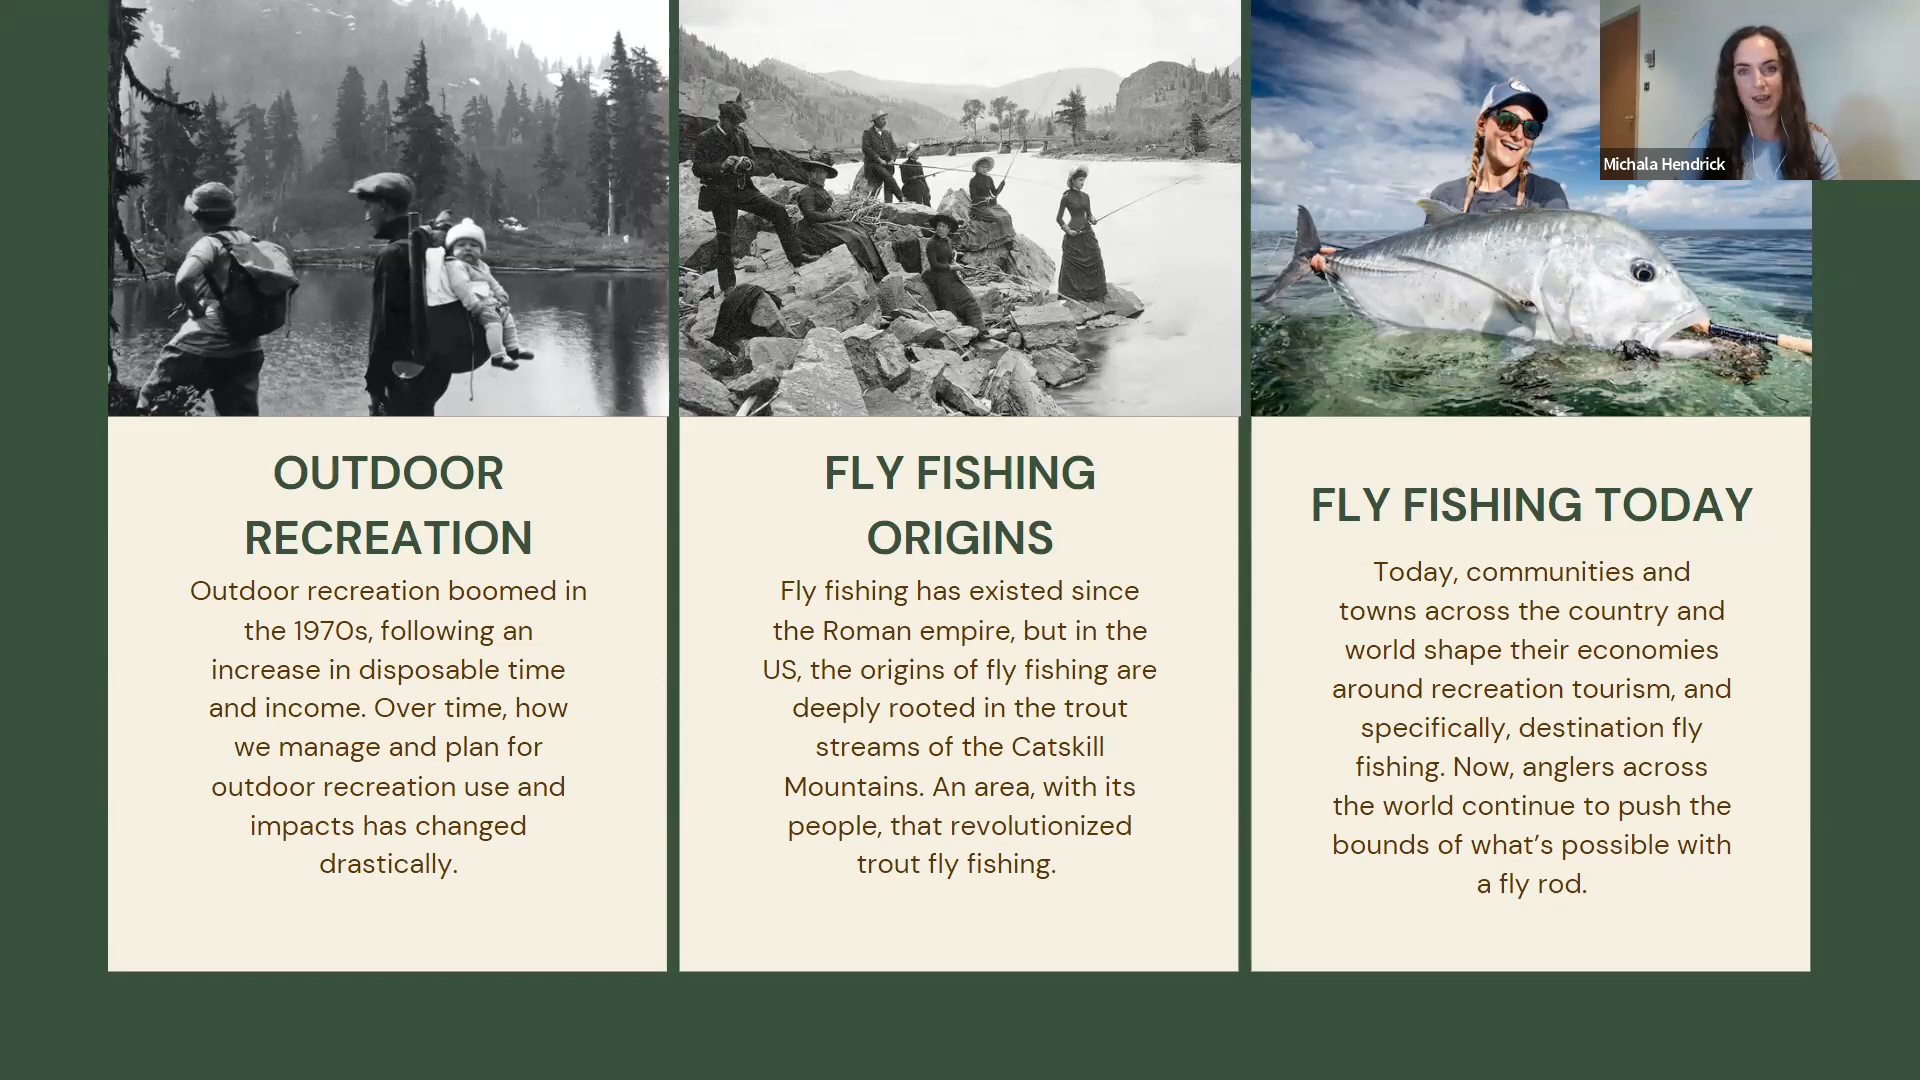 Michala Hendrick
OUTDOOR
RECREATION
Outdoor recreation boomed in
the 1970s, following an
increase in disposable time
and income. Over time, how
we manage and plan for
outdoor recreation use and
impacts has changed
drastically.
FLY FISHING
ORIGINS
Fly fishing has existed since
the Roman empire, but in the
US, the origins of fly fishing are
deeply rooted in the trout
streams of the Catskill
Mountains. An area, with its
people, that revolutionized
trout fly fishing.
FLY FISHING TODAY
Today, communities and
towns across the country and
world shape their economies
around recreation tourism, and
specifically, destination fly
fishing. Now, anglers across
the world continue to push the
bounds of what’s possible with
a fly rod.